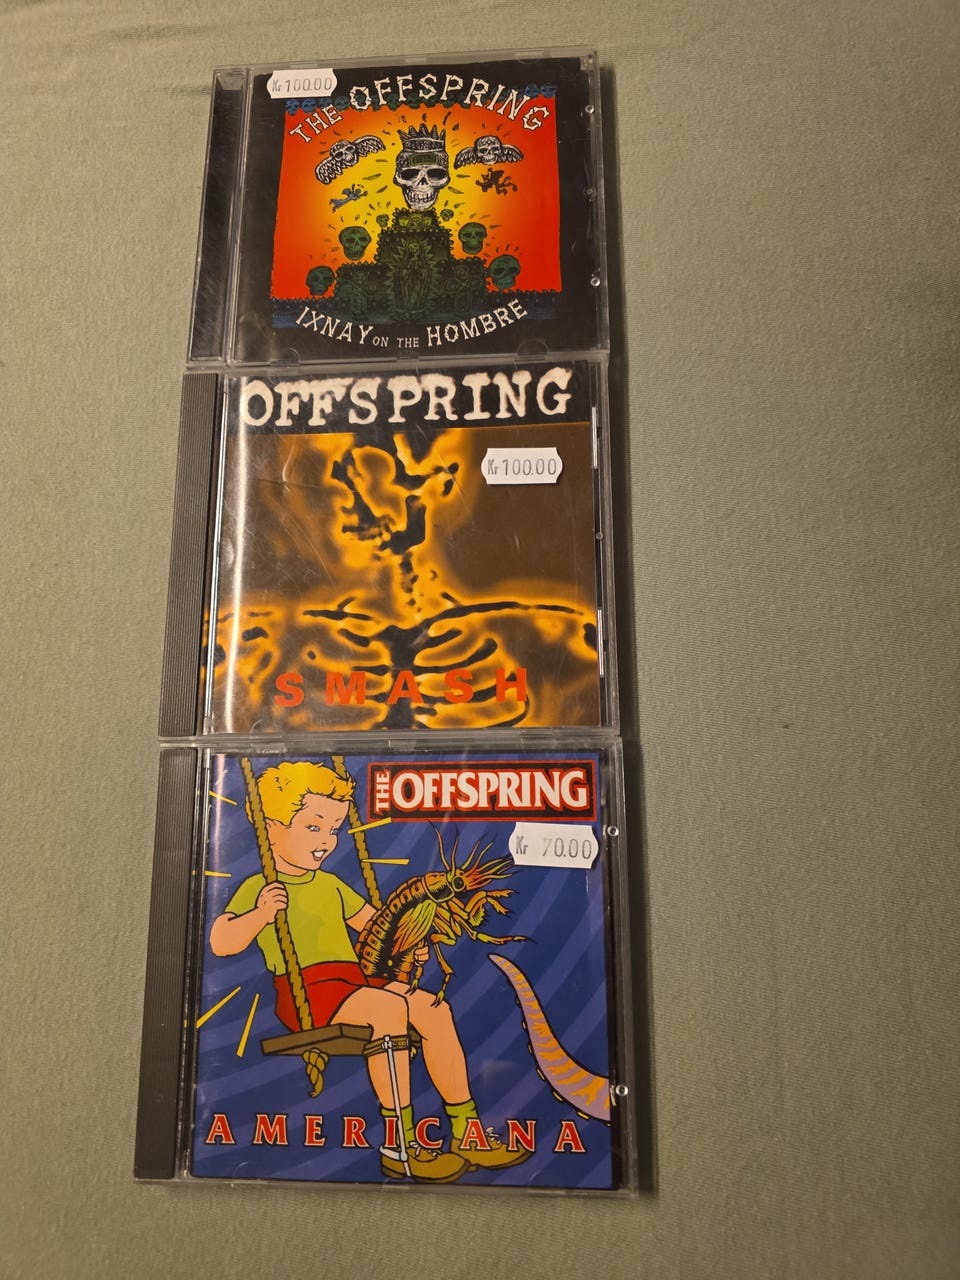 Kr 100.00
THE OFFSPRING
IXNAY ON THE HOMBRE
OFFSPRING
Kr 100.00
SMASH
THE OFFSPRING
Kr 70.00
AMERICANA